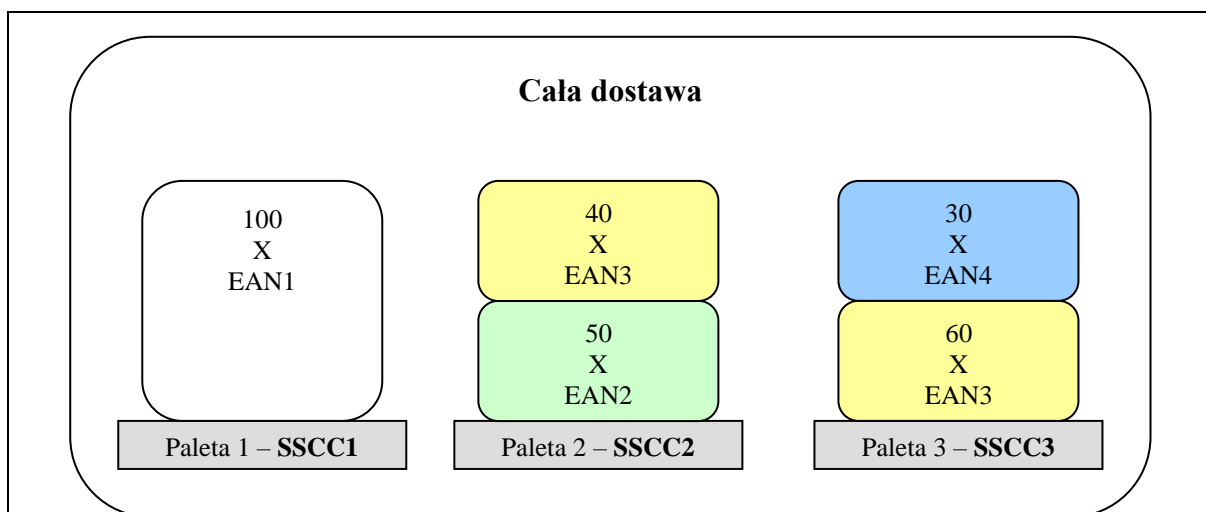 Cała dostawa
100
X
EAN1
Paleta 1 – SSCC1
40
X
EAN3
50
X
EAN2
Paleta 2 – SSCC2
30
X
EAN4
60
X
EAN3
Paleta 3 – SSCC3